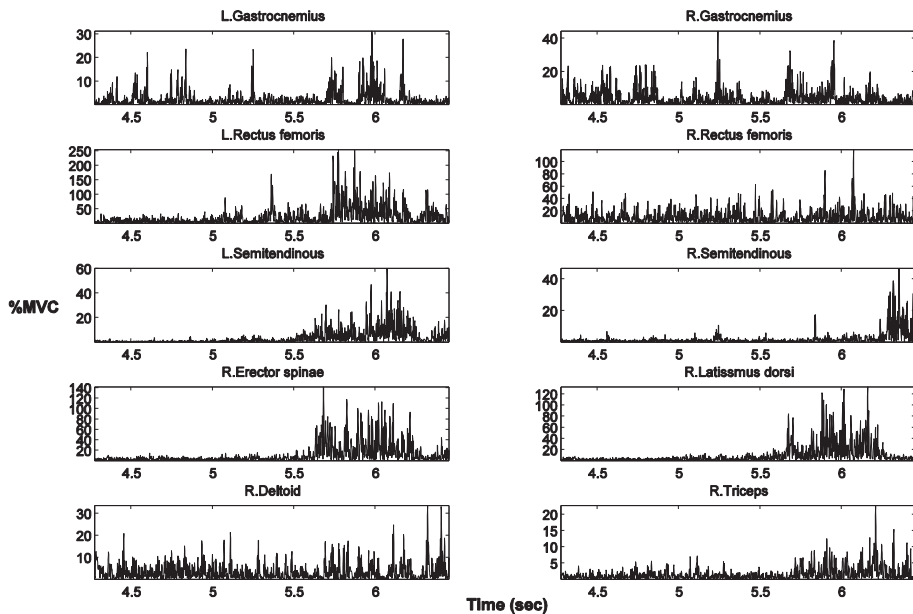 L.Gastrocnemius
30
20
10
4.5 5 5.5 6
R.Gastrocnemius
40
20
4.5 5 5.5 6
L.Rectus femoris
250
200
150
100
50
4.5 5 5.5 6
R.Rectus femoris
100
80
60
40
20
4.5 5 5.5 6
L.Semitendinous
60
40
20
4.5 5 5.5 6
R.Semitendinous
40
20
4.5 5 5.5 6
%MVC
R.Erector spinae
140
120
100
80
60
40
20
4.5 5 5.5 6
R.Latissmus dorsi
120
100
80
60
40
20
4.5 5 5.5 6
R.Deltoid
30
20
10
4.5 5 5.5 6
R.Triceps
20
15
10
5
4.5 5 5.5 6
Time (sec)